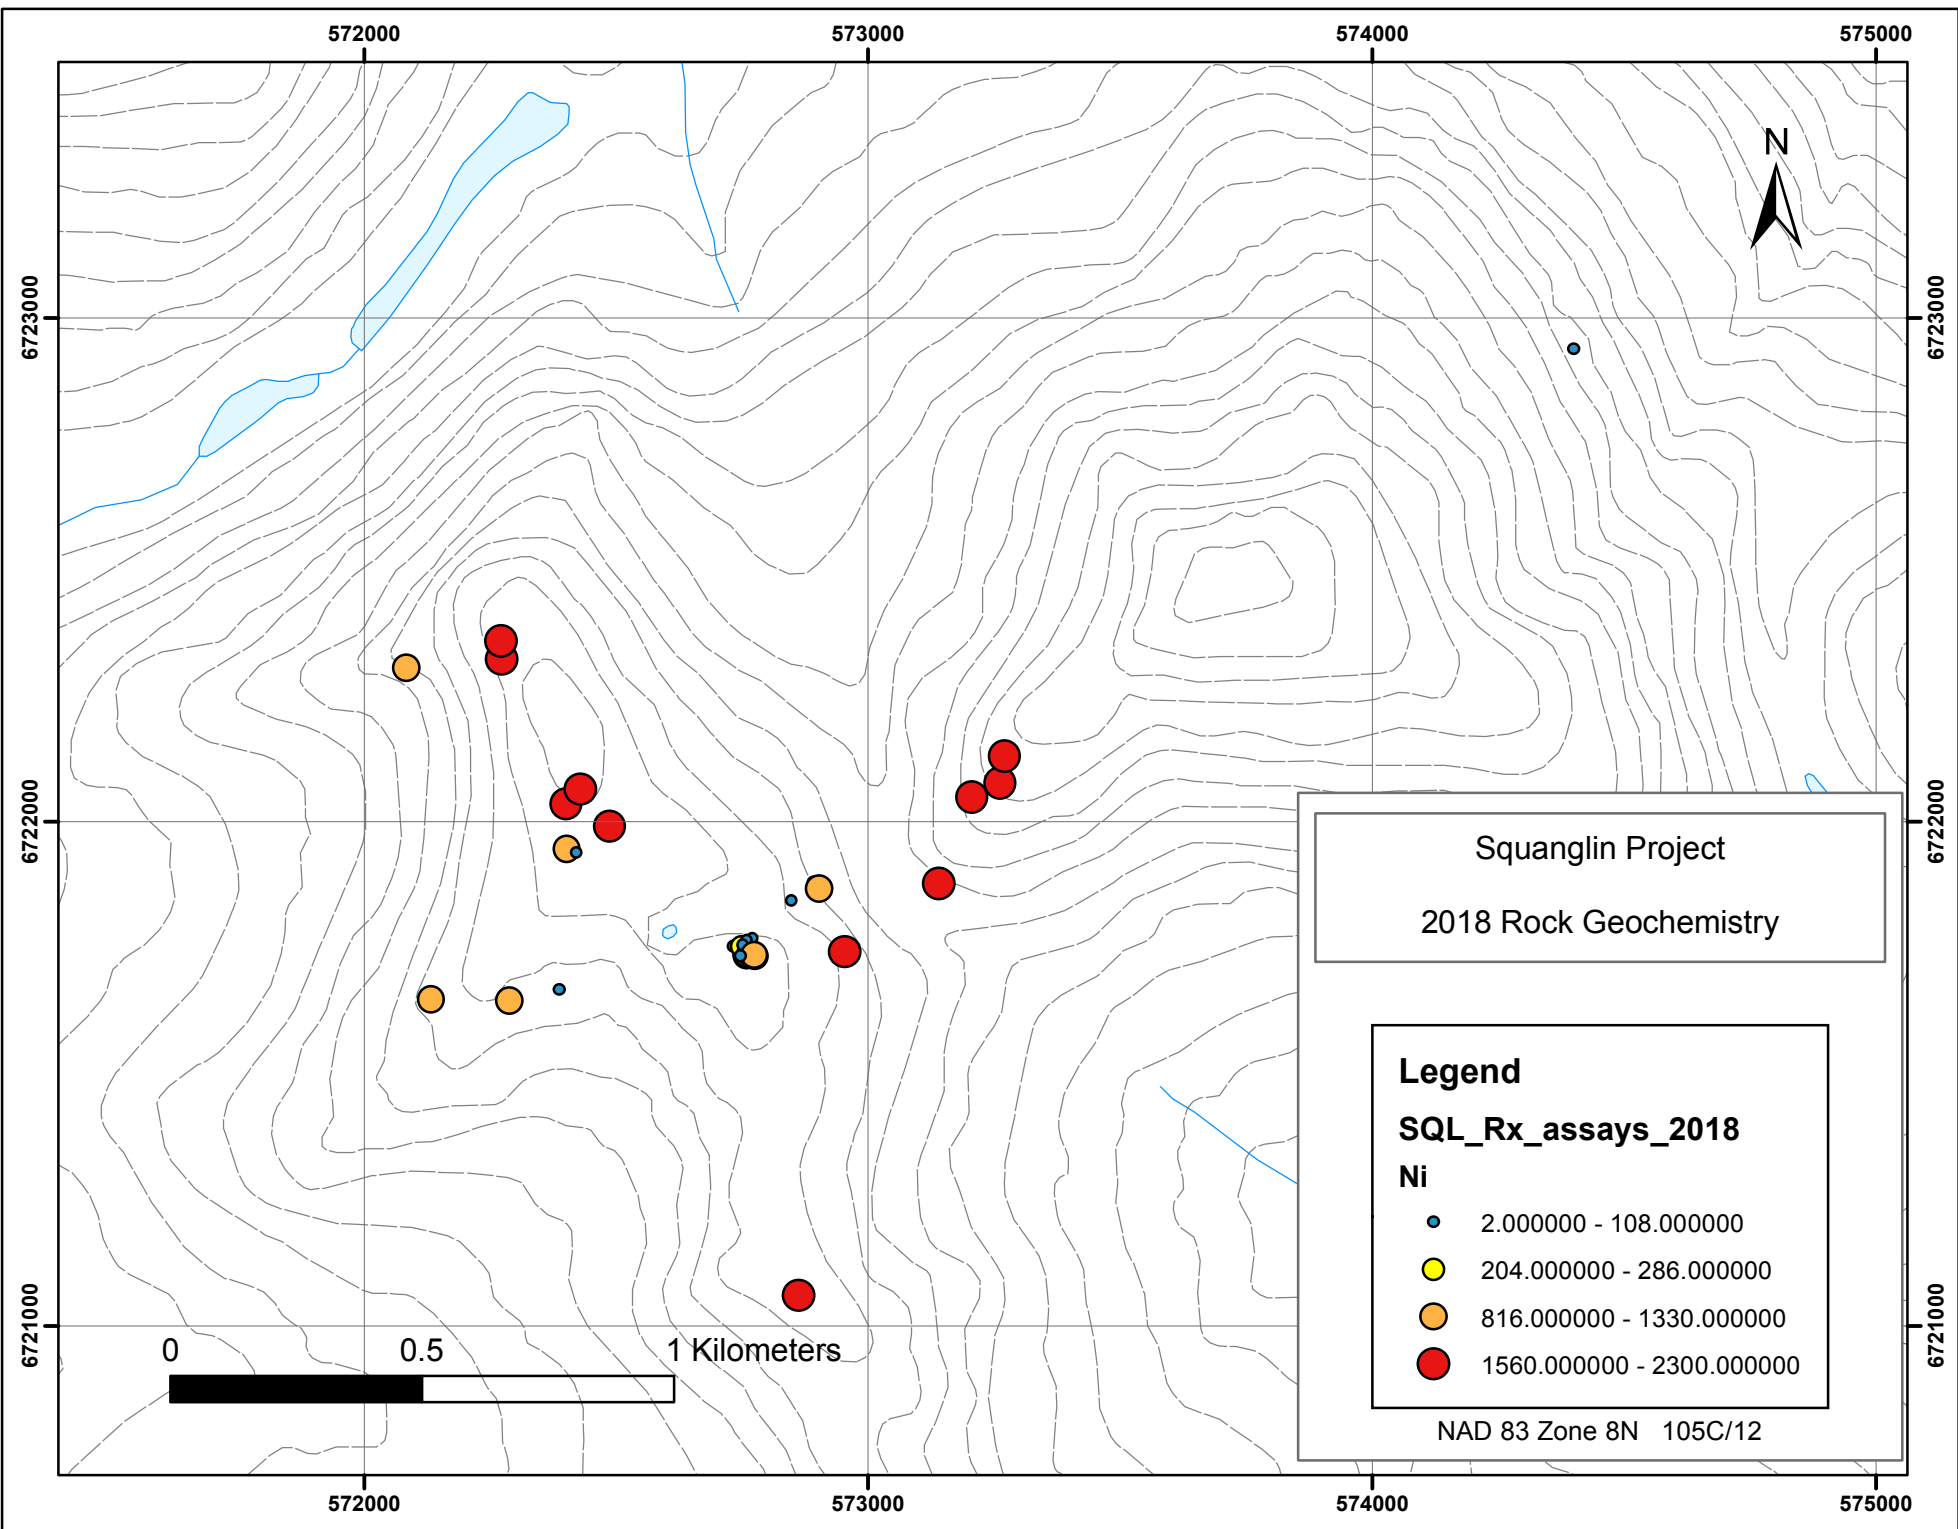 572000 573000 574000 575000
N
6723000 6723000
6722000 6722000
Squanglin Project
2018 Rock Geochemistry
Legend
SQL_Rx_assays_2018
Ni
2.000000 - 108.000000
204.000000 - 286.000000
816.000000 - 1330.000000
1560.000000 - 2300.000000
NAD 83 Zone 8N 105C/12
6721000 6721000
0 0.5 1 Kilometers
572000 573000 574000 575000